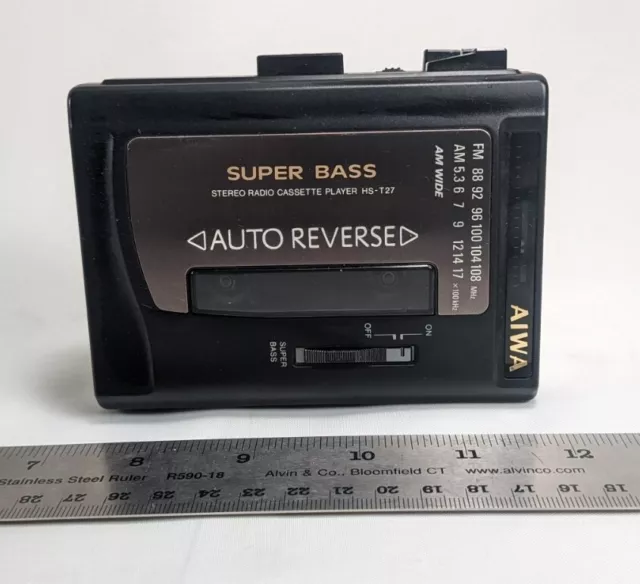 SUPER BASS
STEREO RADIO CASSETTE PLAYER HS-T27
◁AUTO REVERSE▷
FM 88 92 96 100 104 108 MHz
AM 5.3 6 7 9 12 14 17 ×100kHz
AM WIDE
AIWA
OFF ON
SUPER BASS
7 8 9 10 11 12
Stainless Steel Ruler R590-18 Alvin & Co., Bloomfield CT www.alvinco.com
28 27 26 25 24 23 22 21 20 19 18 17 16 15